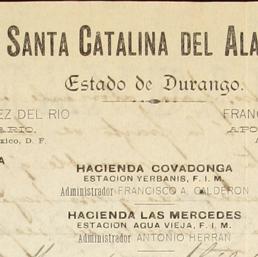 SANTA CATALINA DEL ALA
Estado de Durango.
EZ DEL RIO
FRANC
ARIO.
APO
xico, D. F.
A
HACIENDA COVADONGA
ESTACION YERBANIS, F. I. M.
Administrador FRANCISCO A. CALDERON
HACIENDA LAS MERCEDES
ESTACION AGUA VIEJA, F. I. M.
Administrador ANTONIO HERRAN